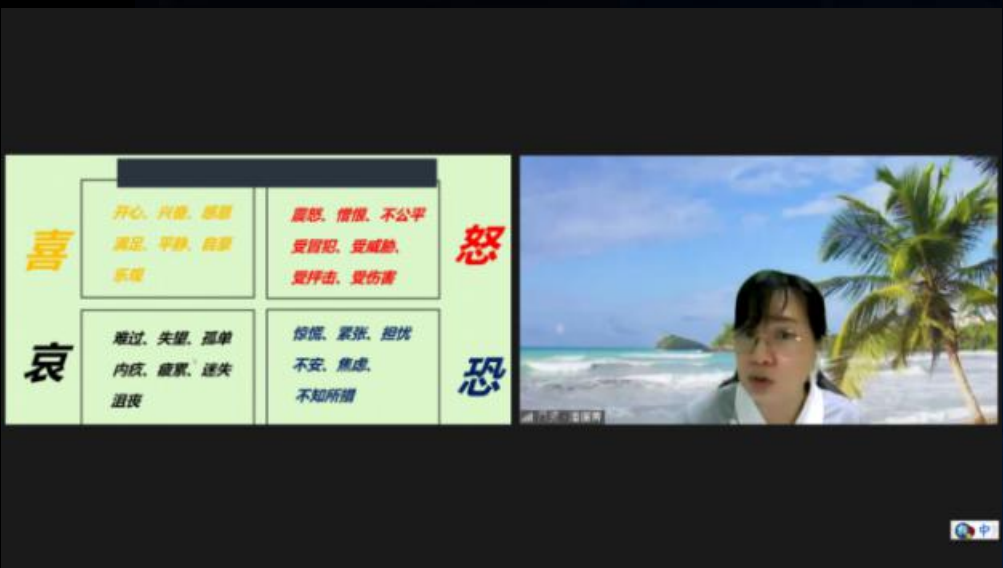 喜
开心、兴奋、感恩
满足、平静、自豪
乐观
震怒、憎恨、不公平
受冒犯、受威胁、
受抨击、受伤害
怒
哀
难过、失望、孤单
内疚、疲累、迷失
沮丧
惊慌、紧张、担忧
不安、焦虑、
不知所措
恐
中